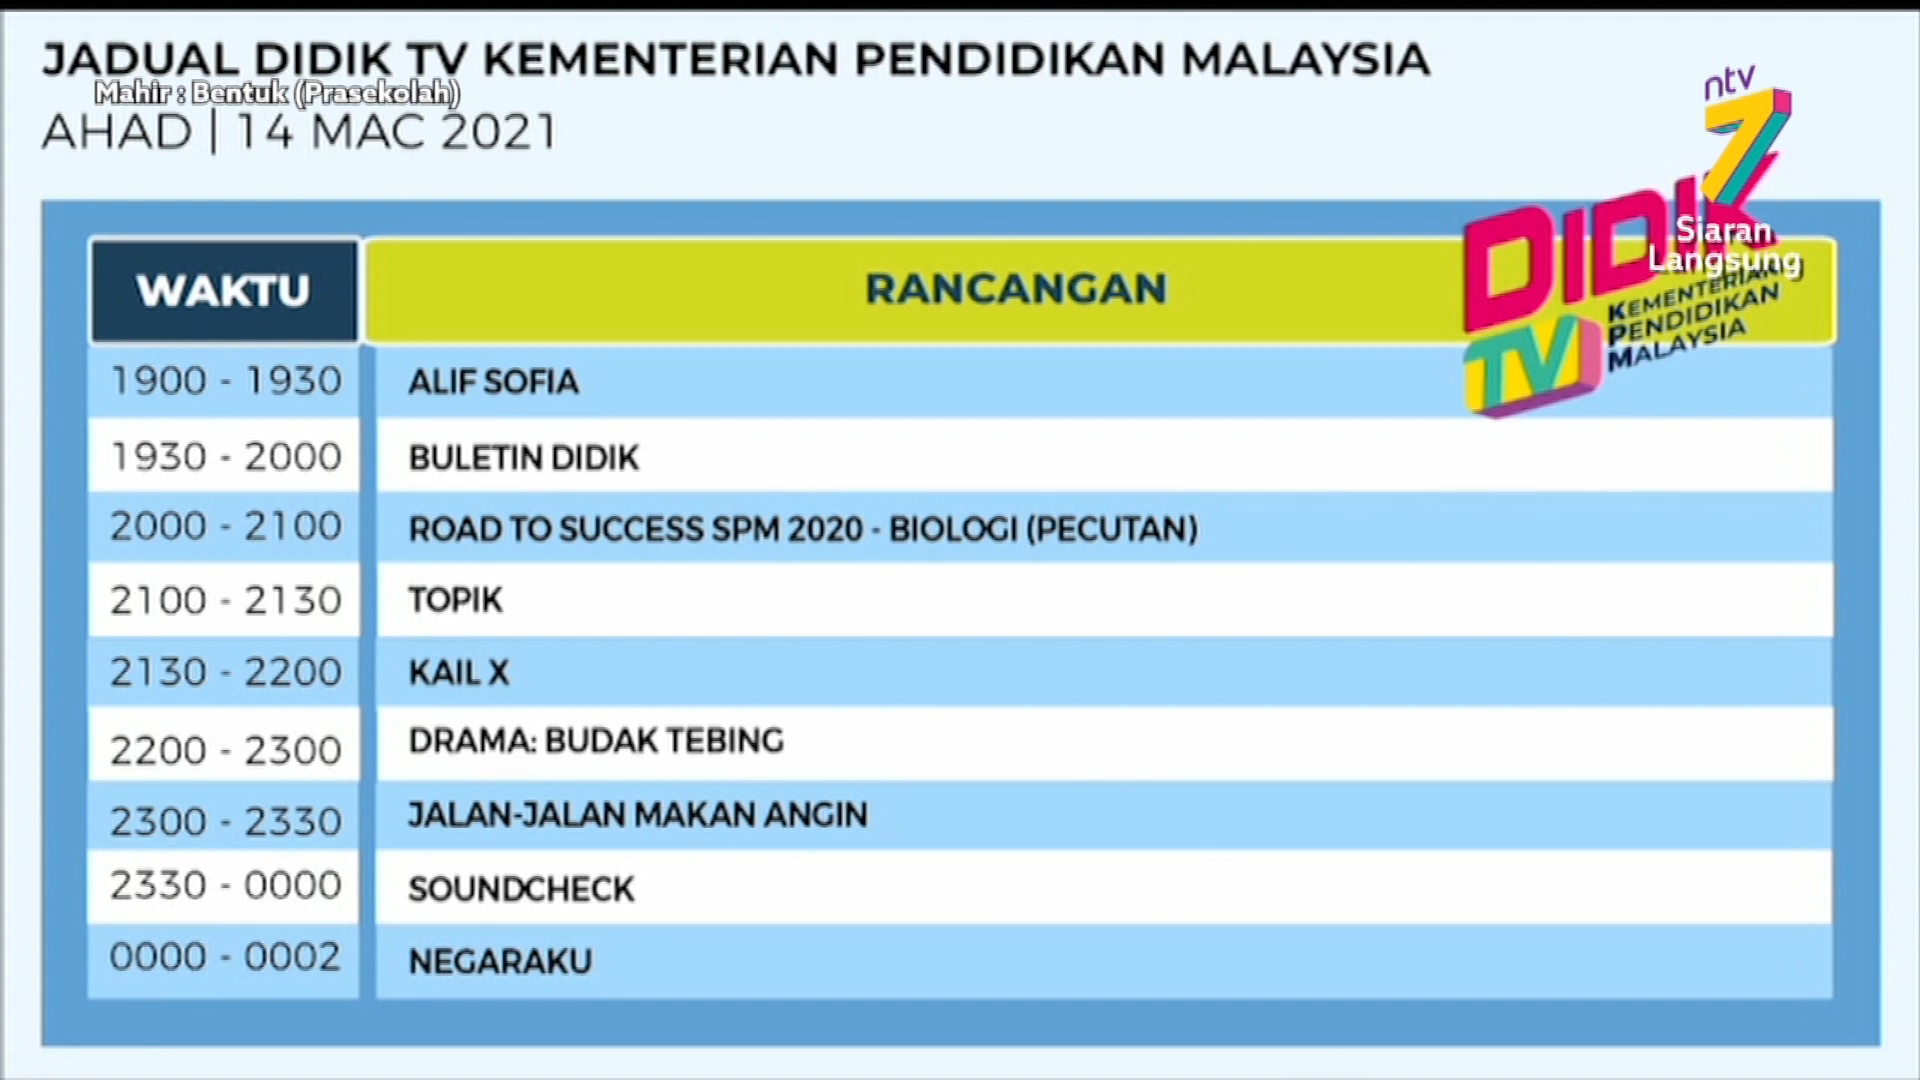 JADUAL DIDIK TV KEMENTERIAN PENDIDIKAN MALAYSIA
Mahir : Bentuk (Prasekolah)
AHAD | 14 MAC 2021
ntv
7
DIDIK
Siaran
Langsung
TV
KEMENTERIAN
PENDIDIKAN
MALAYSIA
WAKTU RANCANGAN
1900 - 1930 ALIF SOFIA
1930 - 2000 BULETIN DIDIK
2000 - 2100 ROAD TO SUCCESS SPM 2020 - BIOLOGI (PECUTAN)
2100 - 2130 TOPIK
2130 - 2200 KAIL X
2200 - 2300 DRAMA: BUDAK TEBING
2300 - 2330 JALAN-JALAN MAKAN ANGIN
2330 - 0000 SOUNDCHECK
0000 - 0002 NEGARAKU